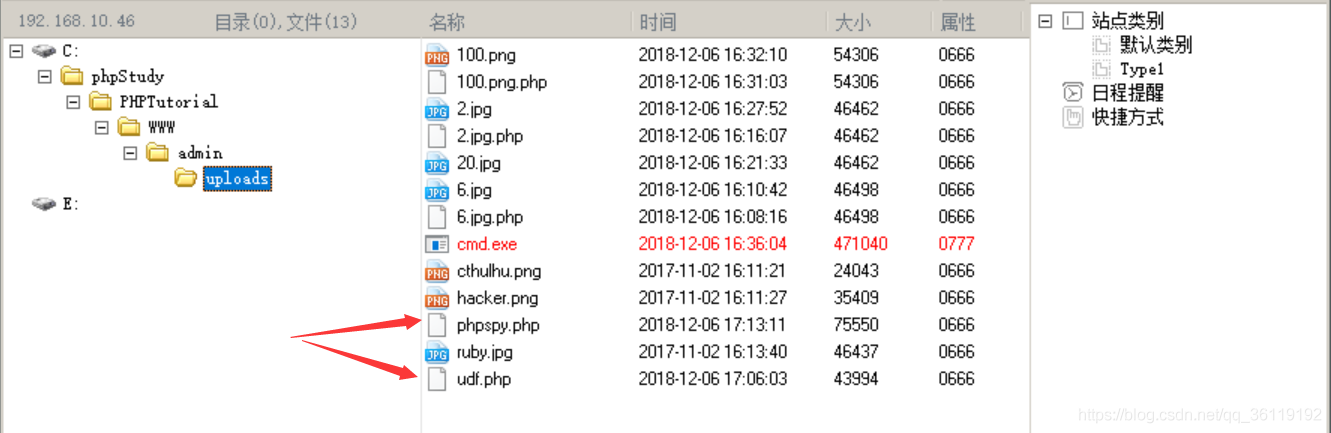 192.168.10.46 目录(0),文件(13)
C:
phpStudy
PHPTutorial
WWW
admin
uploads
E:
名称 时间 大小 属性
100.png 2018-12-06 16:32:10 54306 0666
100.png.php 2018-12-06 16:31:03 54306 0666
2.jpg 2018-12-06 16:27:52 46462 0666
2.jpg.php 2018-12-06 16:16:07 46462 0666
20.jpg 2018-12-06 16:21:33 46462 0666
6.jpg 2018-12-06 16:10:42 46498 0666
6.jpg.php 2018-12-06 16:08:16 46498 0666
cmd.exe 2018-12-06 16:36:04 471040 0777
cthulhu.png 2017-11-02 16:11:21 24043 0666
hacker.png 2017-11-02 16:11:27 35409 0666
phpspy.php 2018-12-06 17:13:11 75550 0666
ruby.jpg 2017-11-02 16:13:40 46437 0666
udf.php 2018-12-06 17:06:03 43994 0666
站点类别
默认类别
Type1
日程提醒
快捷方式
https://blog.csdn.net/qq_36119192